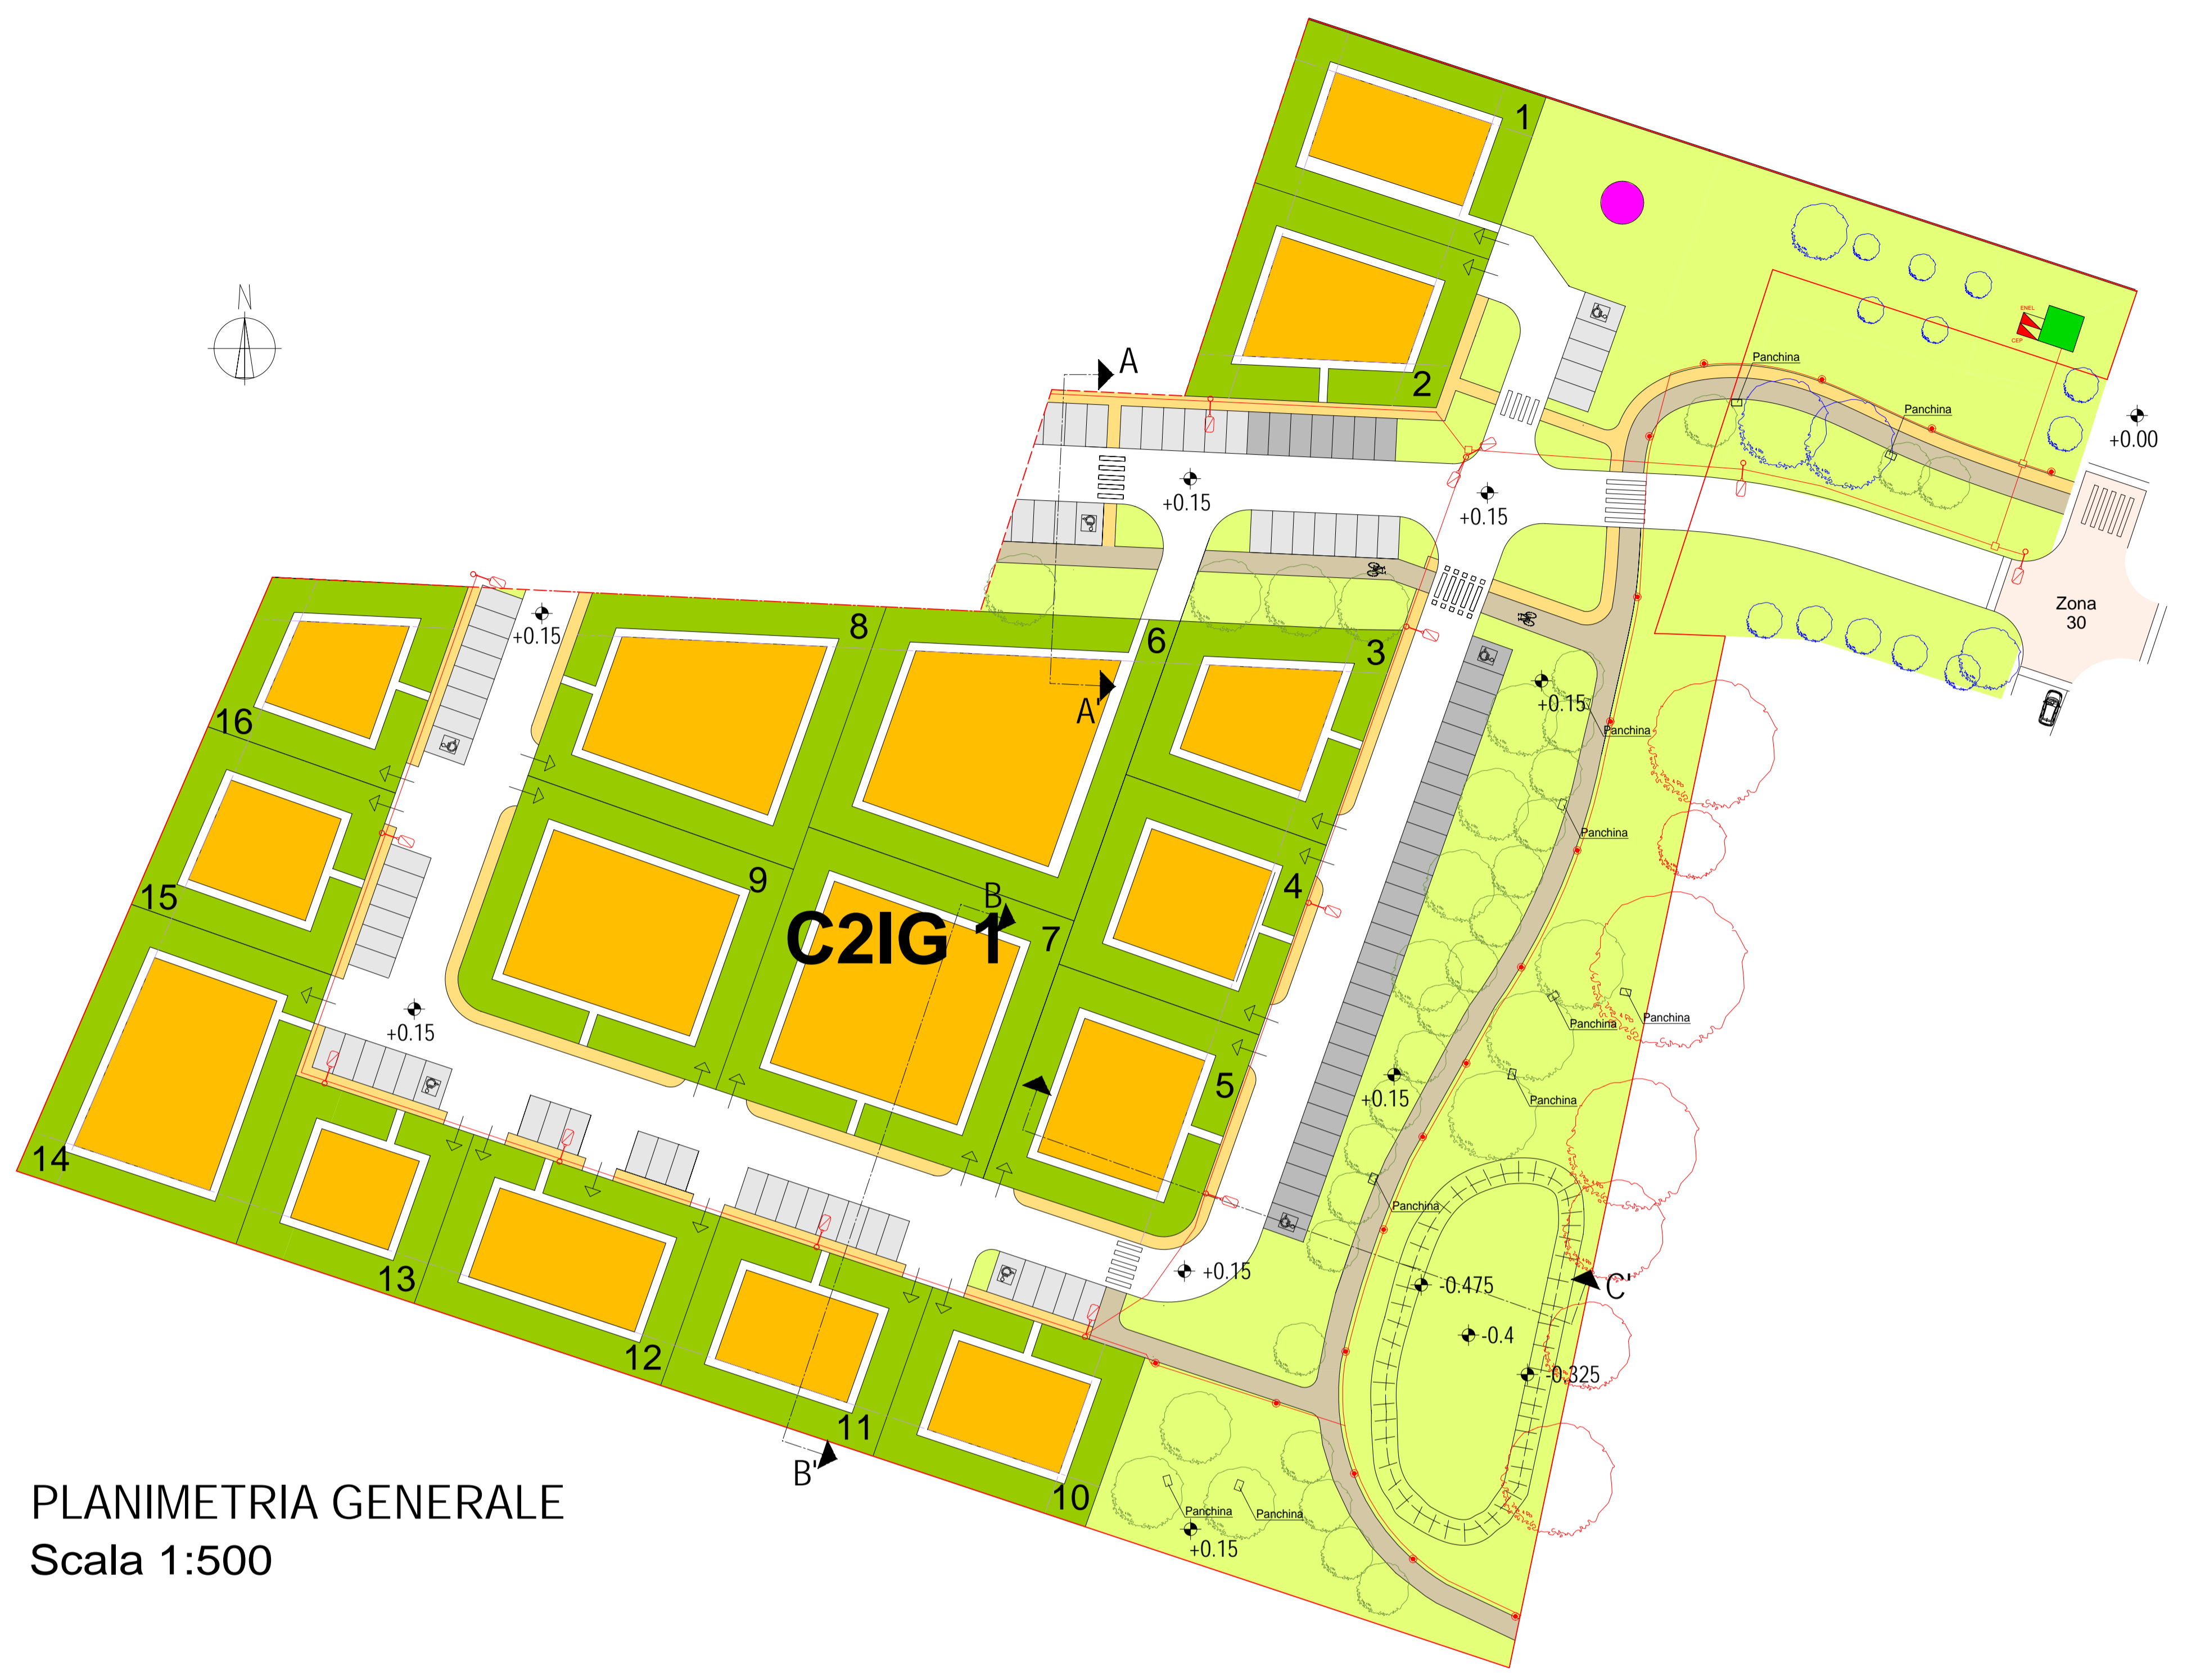 1
ENEL
CEP
N
A
2
Panchina
Panchina
+0.00
+0.15
+0.15
Zona
30
+0.15
8
6
3
+0.15
A'
Panchina
16
Panchina
9
B
4
15
C2IG 1
7
Panchina
Panchina
+0.15
5
Panchina
+0.15
14
Panchina
13
+0.15
-0.475
C'
-0.4
12
-0.325
11
B'
10
Panchina
Panchina
+0.15
PLANIMETRIA GENERALE
Scala 1:500